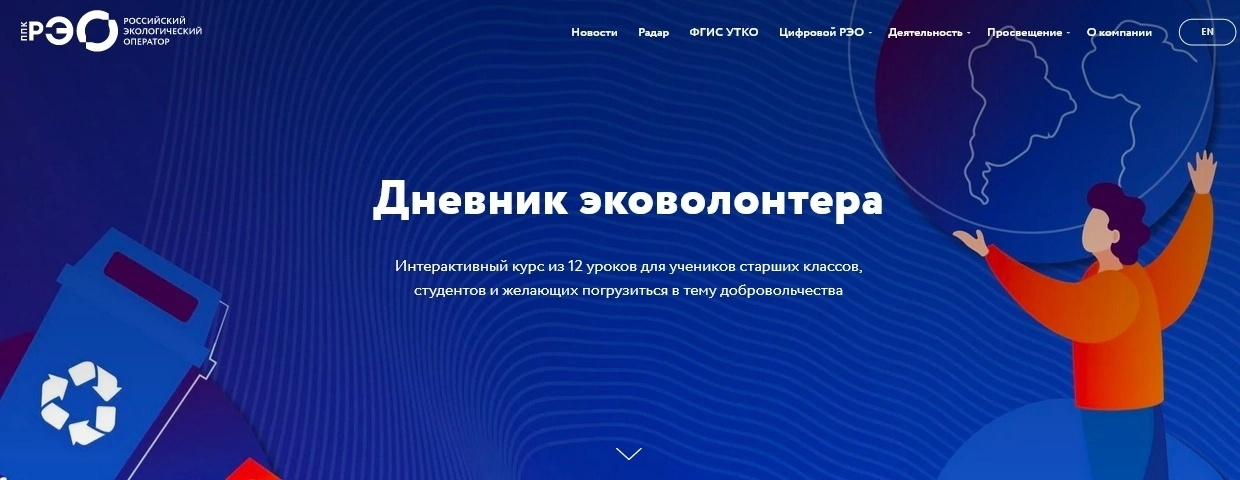 ППК
РЭО
РОССИЙСКИЙ
ЭКОЛОГИЧЕСКИЙ
ОПЕРАТОР
Новости Радар ФГИС УТКО Цифровой РЭО Деятельность Просвещение О компании EN
Дневник эковолонтера
Интерактивный курс из 12 уроков для учеников старших классов,
студентов и желающих погрузиться в тему добровольчества